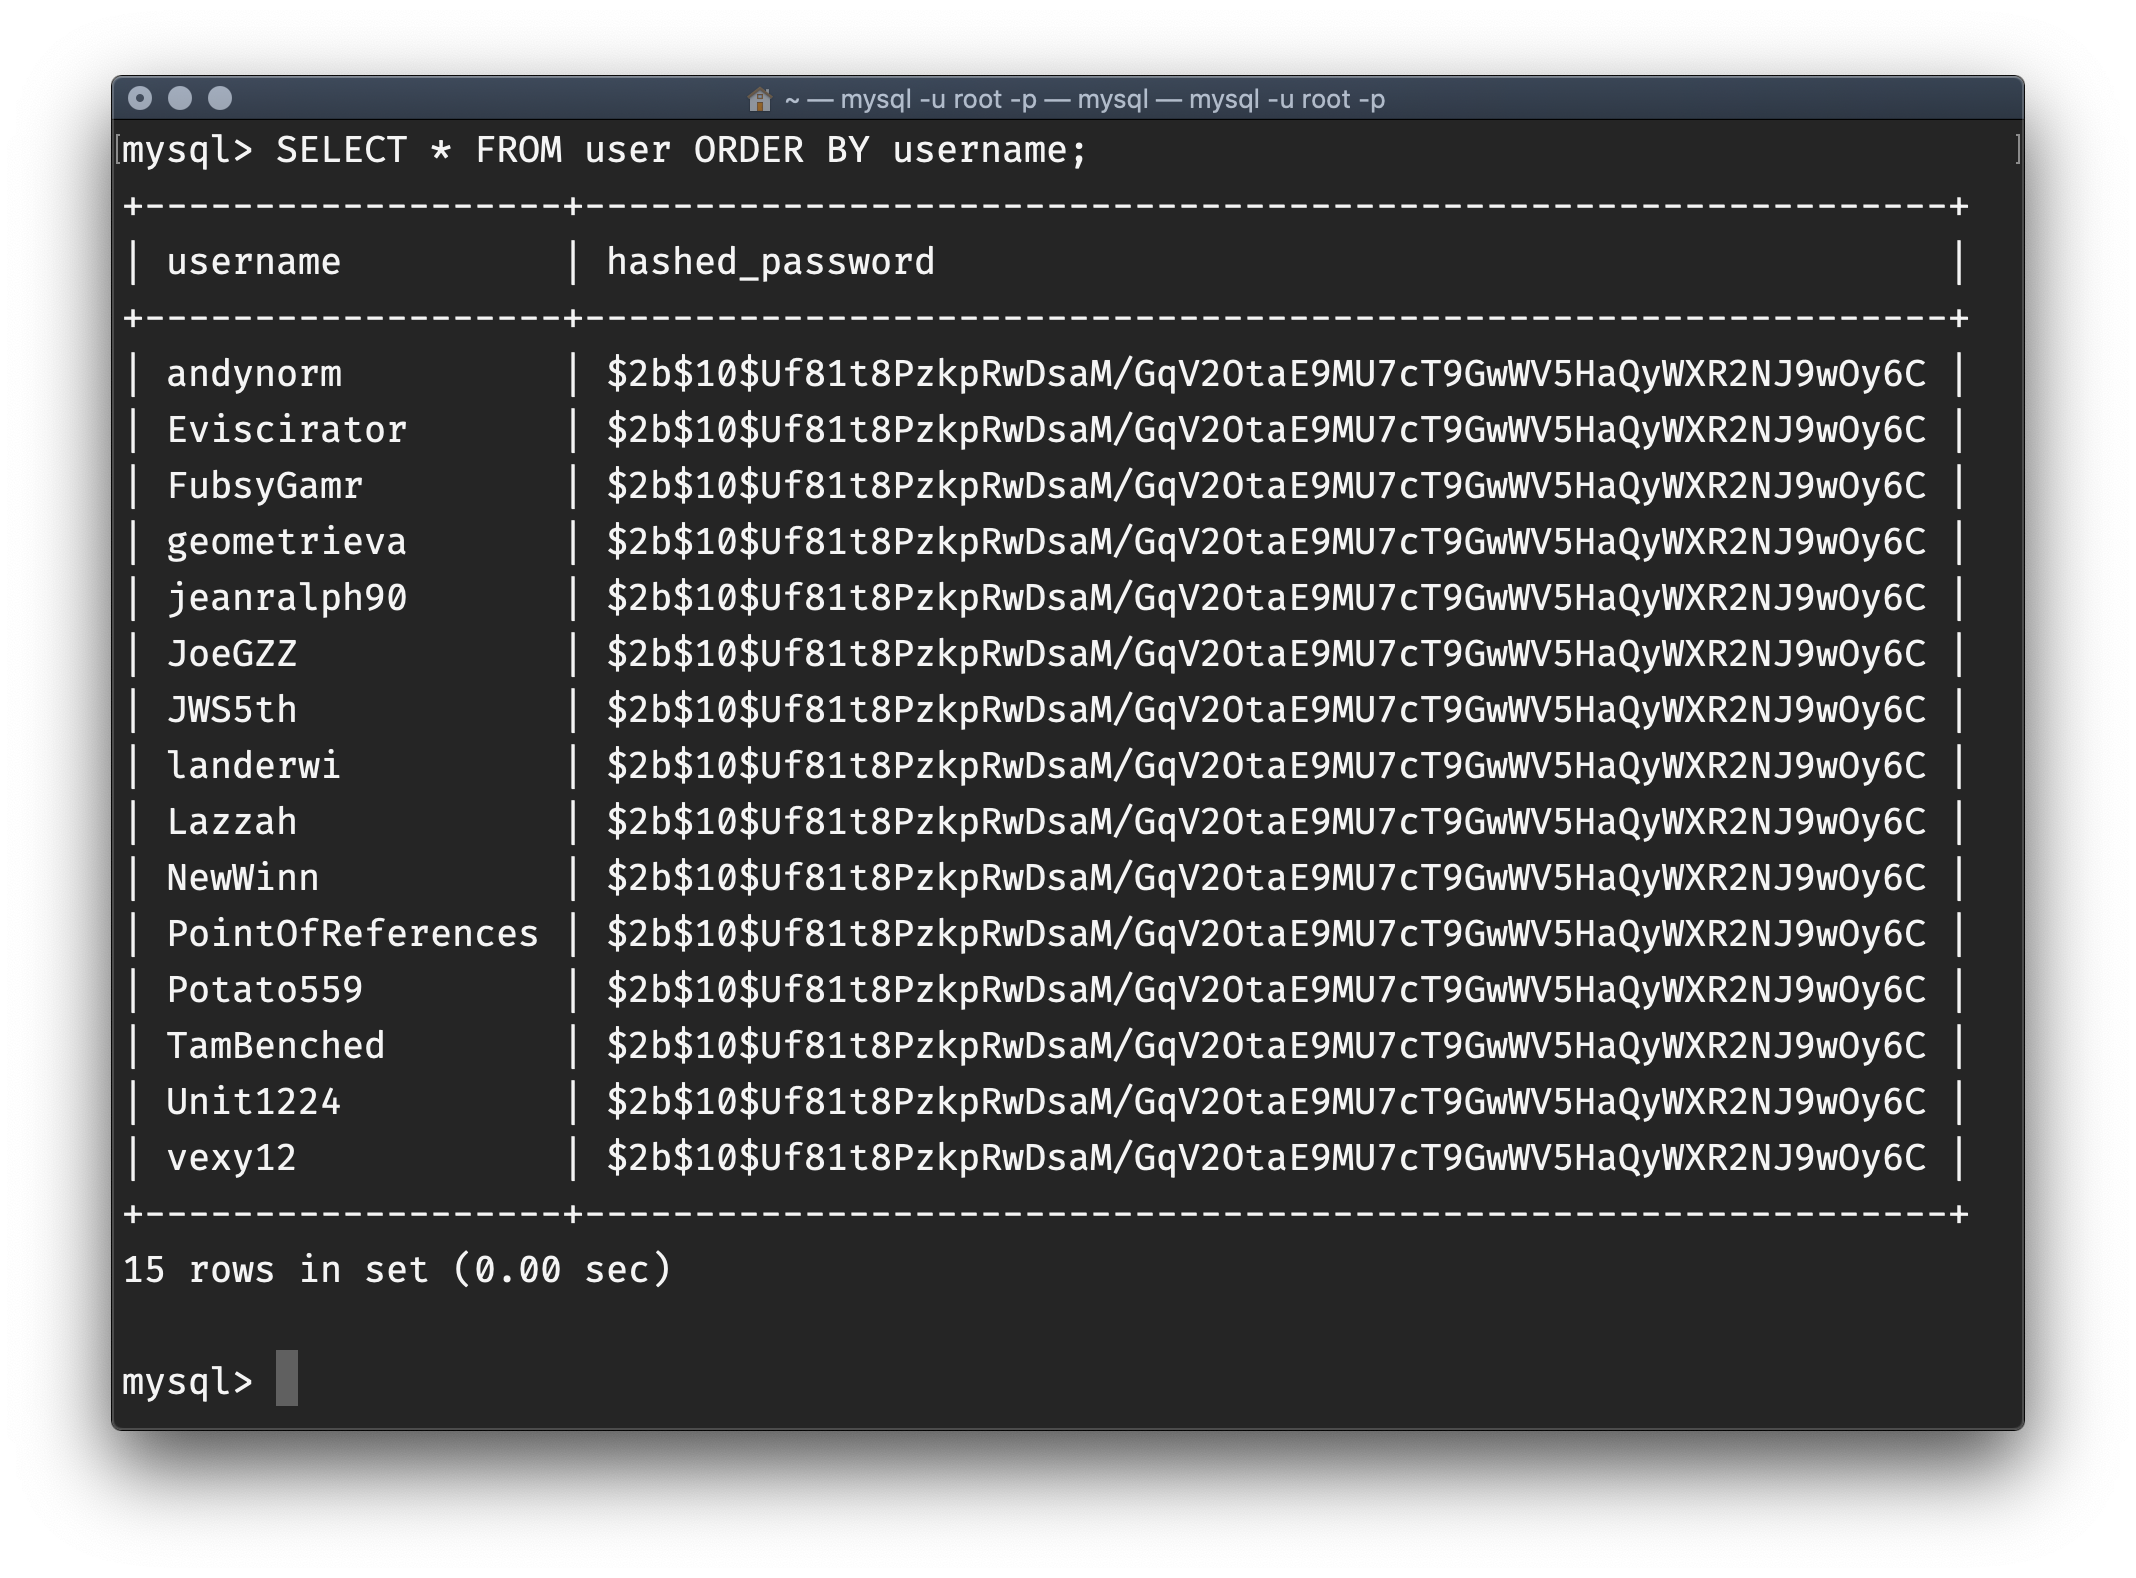 ~ — mysql -u root -p — mysql — mysql -u root -p
mysql> SELECT * FROM user ORDER BY username;
+-------------------+--------------------------------------------------------------+
| username          | hashed_password                                              |
+-------------------+--------------------------------------------------------------+
| andynorm          | $2b$10$Uf81t8PzkpRwDsaM/GqV2OtaE9MU7cT9GwWV5HaQyWXR2NJ9wOy6C |
| Eviscirator       | $2b$10$Uf81t8PzkpRwDsaM/GqV2OtaE9MU7cT9GwWV5HaQyWXR2NJ9wOy6C |
| FubsyGamr         | $2b$10$Uf81t8PzkpRwDsaM/GqV2OtaE9MU7cT9GwWV5HaQyWXR2NJ9wOy6C |
| geometrieva       | $2b$10$Uf81t8PzkpRwDsaM/GqV2OtaE9MU7cT9GwWV5HaQyWXR2NJ9wOy6C |
| jeanralph90       | $2b$10$Uf81t8PzkpRwDsaM/GqV2OtaE9MU7cT9GwWV5HaQyWXR2NJ9wOy6C |
| JoeGZZ            | $2b$10$Uf81t8PzkpRwDsaM/GqV2OtaE9MU7cT9GwWV5HaQyWXR2NJ9wOy6C |
| JWS5th            | $2b$10$Uf81t8PzkpRwDsaM/GqV2OtaE9MU7cT9GwWV5HaQyWXR2NJ9wOy6C |
| landerwi          | $2b$10$Uf81t8PzkpRwDsaM/GqV2OtaE9MU7cT9GwWV5HaQyWXR2NJ9wOy6C |
| Lazzah            | $2b$10$Uf81t8PzkpRwDsaM/GqV2OtaE9MU7cT9GwWV5HaQyWXR2NJ9wOy6C |
| NewWinn           | $2b$10$Uf81t8PzkpRwDsaM/GqV2OtaE9MU7cT9GwWV5HaQyWXR2NJ9wOy6C |
| PointOfReferences | $2b$10$Uf81t8PzkpRwDsaM/GqV2OtaE9MU7cT9GwWV5HaQyWXR2NJ9wOy6C |
| Potato559         | $2b$10$Uf81t8PzkpRwDsaM/GqV2OtaE9MU7cT9GwWV5HaQyWXR2NJ9wOy6C |
| TamBenched        | $2b$10$Uf81t8PzkpRwDsaM/GqV2OtaE9MU7cT9GwWV5HaQyWXR2NJ9wOy6C |
| Unit1224          | $2b$10$Uf81t8PzkpRwDsaM/GqV2OtaE9MU7cT9GwWV5HaQyWXR2NJ9wOy6C |
| vexy12            | $2b$10$Uf81t8PzkpRwDsaM/GqV2OtaE9MU7cT9GwWV5HaQyWXR2NJ9wOy6C |
+-------------------+--------------------------------------------------------------+
15 rows in set (0.00 sec)
mysql>